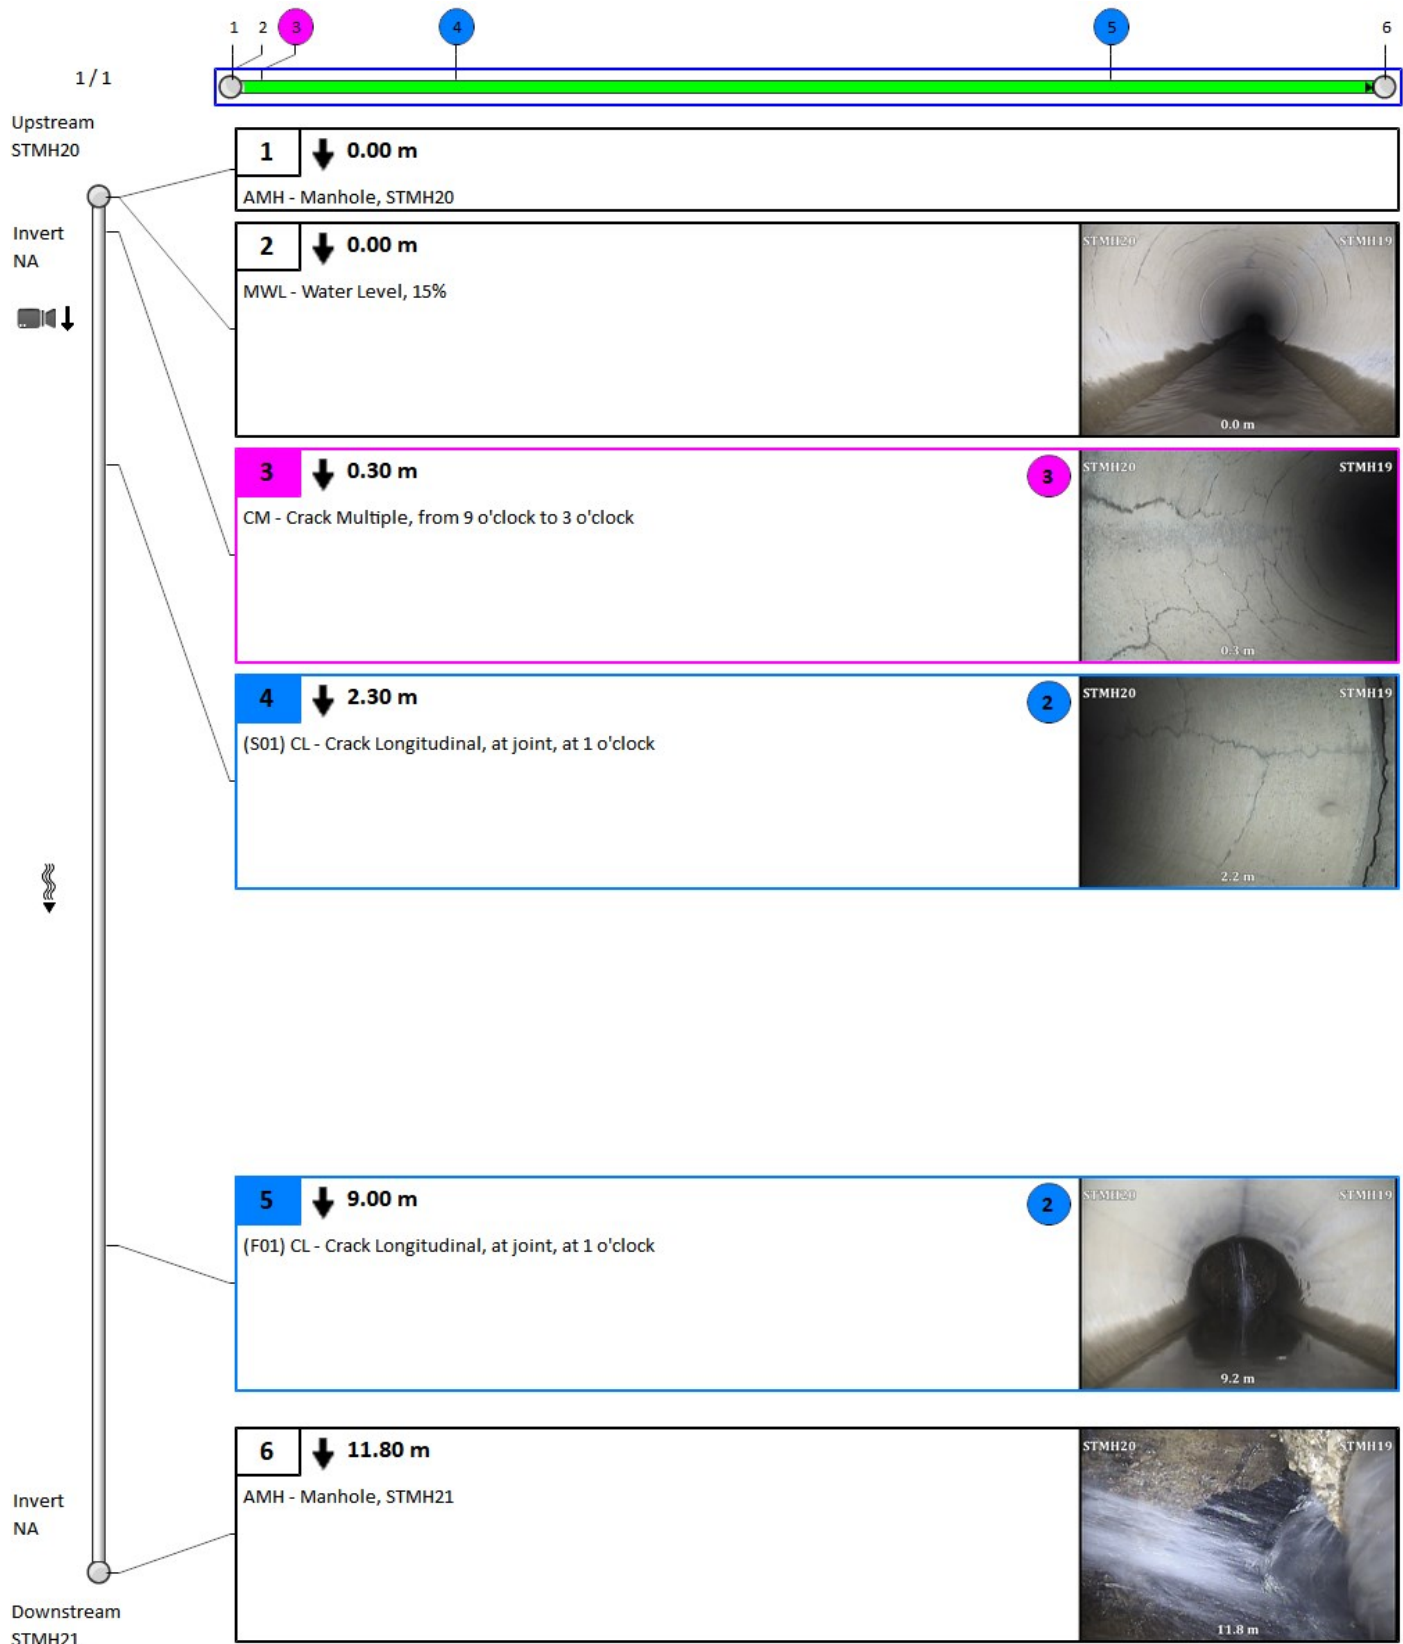 1 2 3 4 5 6
1 / 1
Upstream
STMH20
1 0.00 m
AMH - Manhole, STMH20
Invert
NA
2 0.00 m
MWL - Water Level, 15%
STMH20 STMH19
0.0 m
3 0.30 m 3
CM - Crack Multiple, from 9 o'clock to 3 o'clock
STMH20 STMH19
0.3 m
4 2.30 m 2
(S01) CL - Crack Longitudinal, at joint, at 1 o'clock
STMH20 STMH19
2.2 m
5 9.00 m 2
(F01) CL - Crack Longitudinal, at joint, at 1 o'clock
STMH20 STMH19
9.2 m
6 11.80 m
AMH - Manhole, STMH21
STMH20 STMH19
11.8 m
Invert
NA
Downstream
STMH21